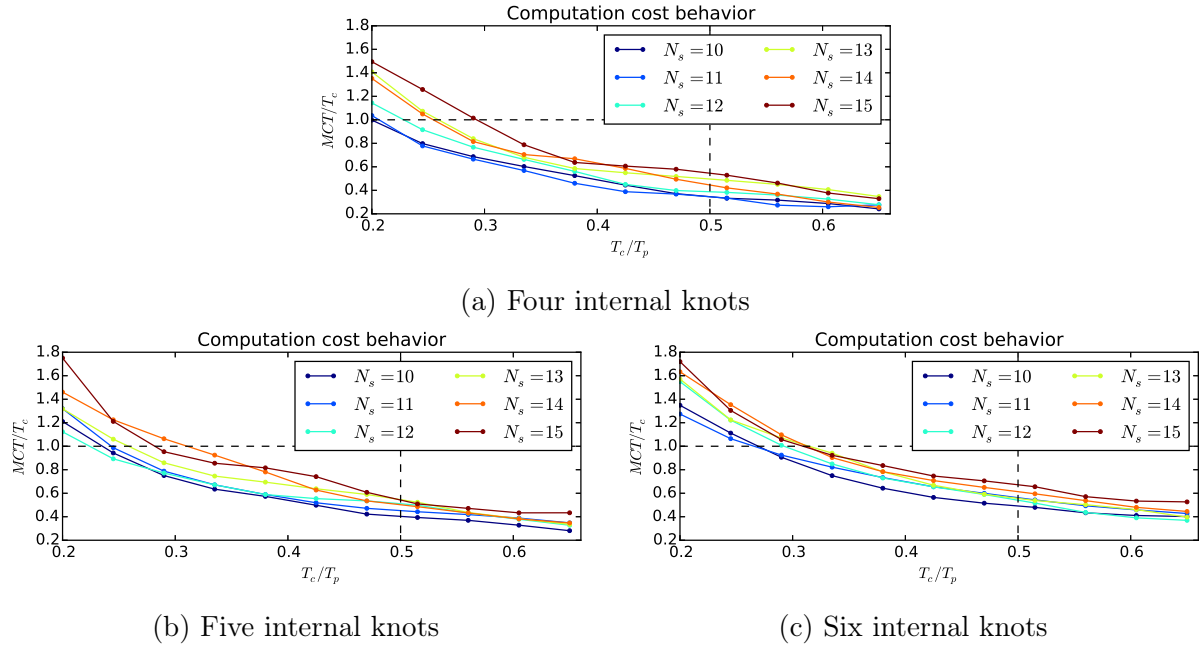 Computation cost behavior
1.8
1.6
1.4
1.2
1.0
0.8
0.6
0.4
0.2
MCT/T_c
N_s =10
N_s =11
N_s =12
N_s =13
N_s =14
N_s =15
0.2 0.3 0.4 0.5 0.6
T_c/T_p
(a) Four internal knots
Computation cost behavior
1.8
1.6
1.4
1.2
1.0
0.8
0.6
0.4
0.2
MCT/T_c
N_s =10
N_s =11
N_s =12
N_s =13
N_s =14
N_s =15
0.2 0.3 0.4 0.5 0.6
T_c/T_p
(b) Five internal knots
Computation cost behavior
1.8
1.6
1.4
1.2
1.0
0.8
0.6
0.4
0.2
MCT/T_c
N_s =10
N_s =11
N_s =12
N_s =13
N_s =14
N_s =15
0.2 0.3 0.4 0.5 0.6
T_c/T_p
(c) Six internal knots